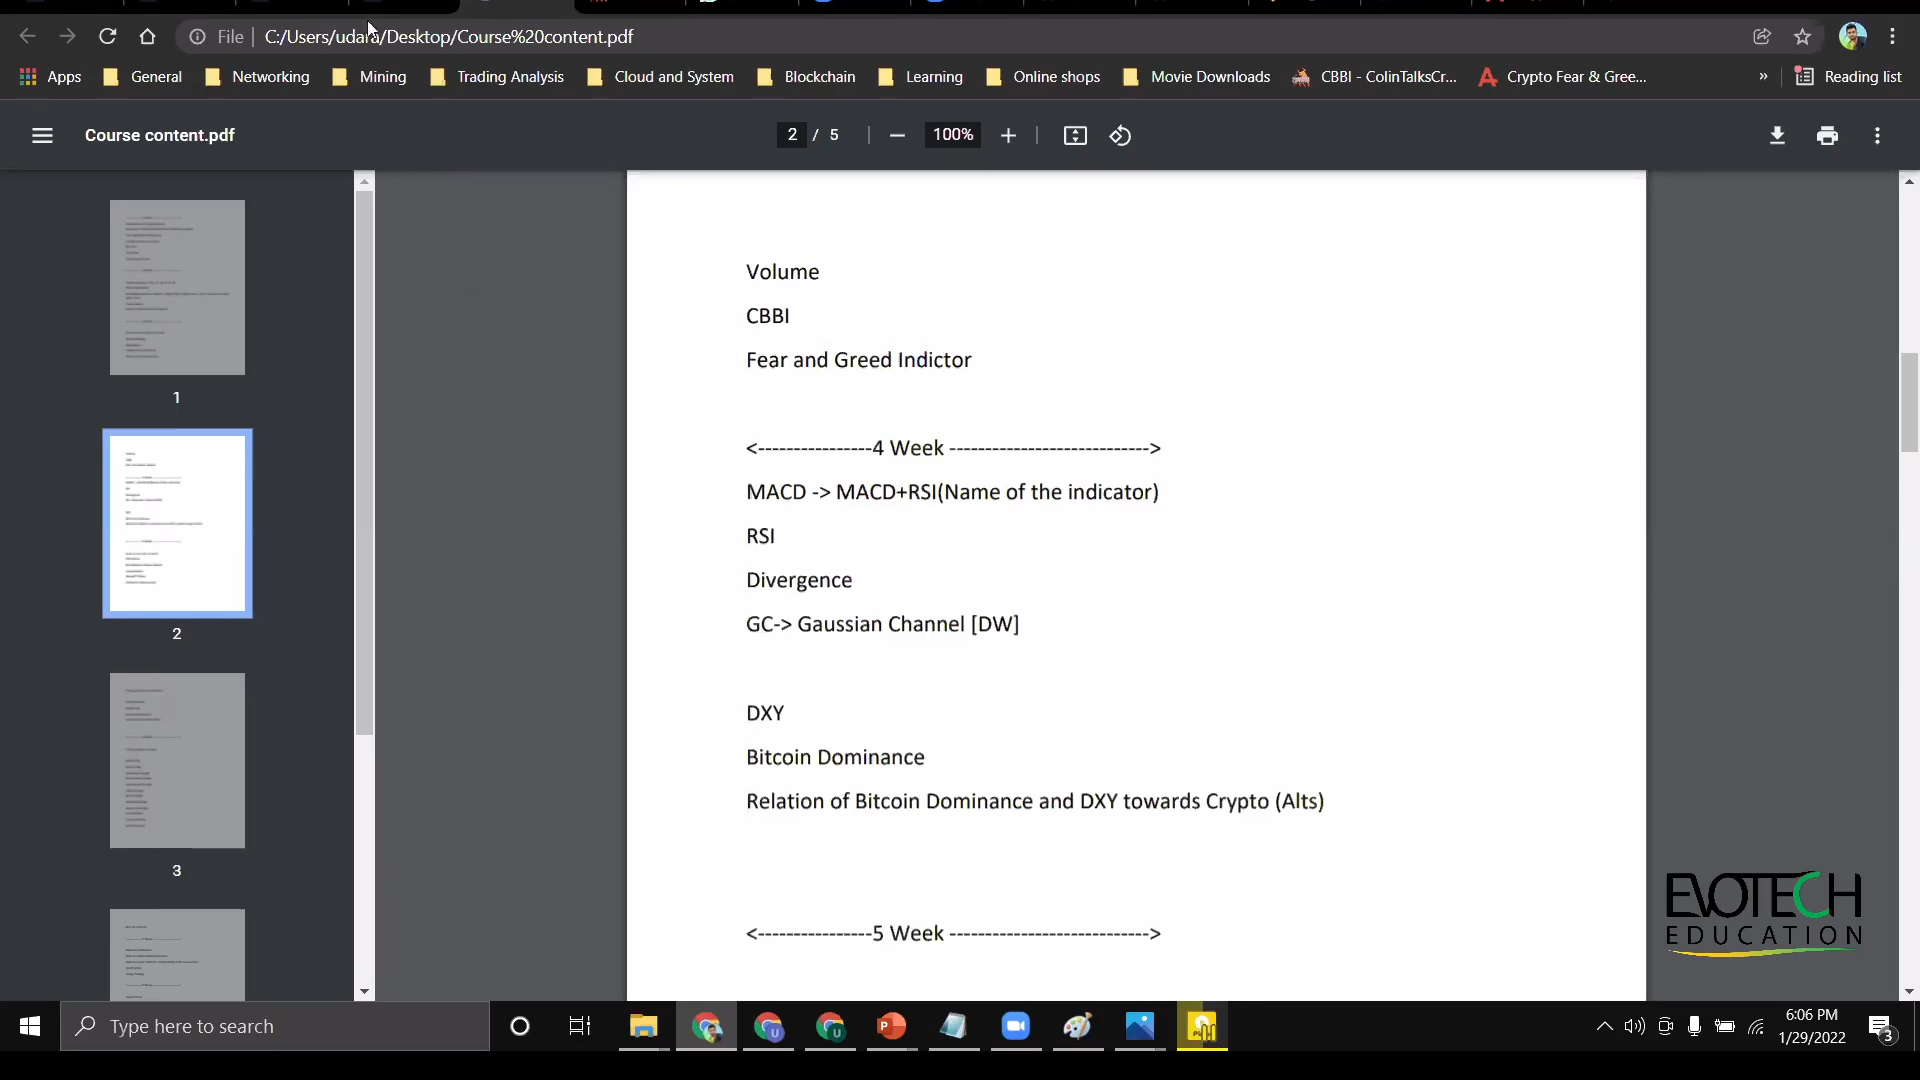 File | C:/Users/udara/Desktop/Course%20content.pdf
Apps General Networking Mining Trading Analysis Cloud and System Blockchain Learning Online shops Movie Downloads CBBI - ColinTalksCr... Crypto Fear & Gree... » Reading list
Course content.pdf
2 / 5
100%
Volume
CBBI
Fear and Greed Indictor
<----------------4 Week ---------------------------->
MACD -> MACD+RSI(Name of the indicator)
RSI
Divergence
GC-> Gaussian Channel [DW]
DXY
Bitcoin Dominance
Relation of Bitcoin Dominance and DXY towards Crypto (Alts)
<----------------5 Week ---------------------------->
1
2
3
EVOTECH
EDUCATION
Type here to search
6:06 PM
1/29/2022
3